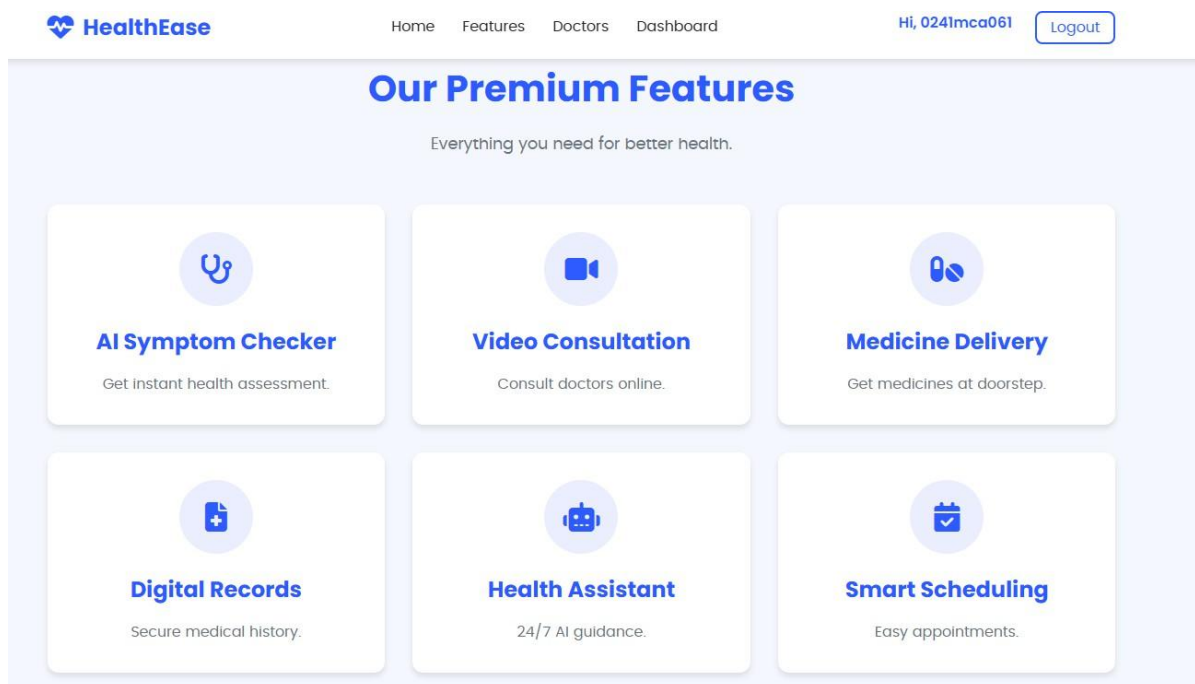 HealthEase
Home Features Doctors Dashboard
Hi, 0241mca061
Logout
Our Premium Features
Everything you need for better health.
AI Symptom Checker
Get instant health assessment.
Video Consultation
Consult doctors online.
Medicine Delivery
Get medicines at doorstep.
Digital Records
Secure medical history.
Health Assistant
24/7 AI guidance.
Smart Scheduling
Easy appointments.